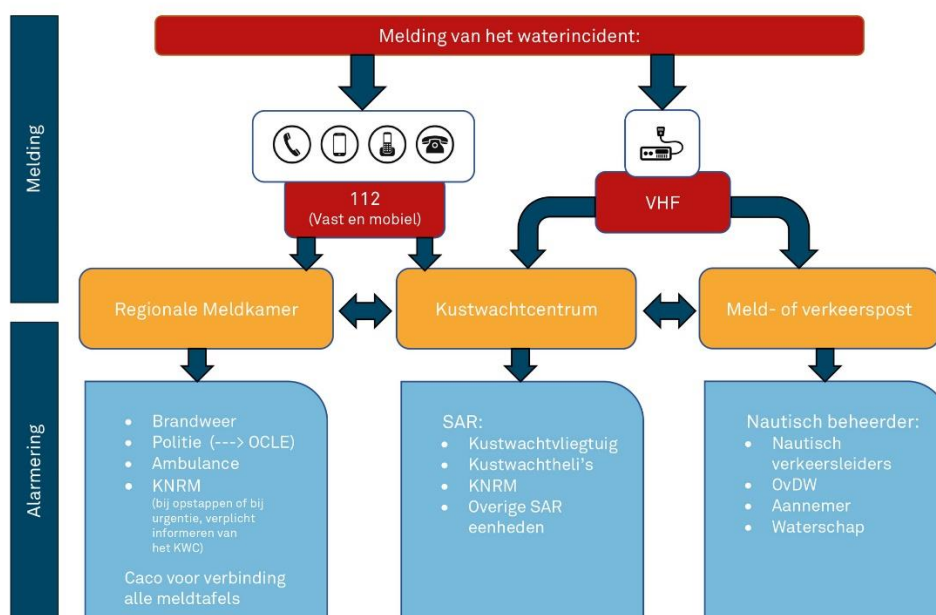 Melding van het waterincident:
Melding
112
(Vast en mobiel)
VHF
Regionale Meldkamer
Kustwachtcentrum
Meld- of verkeerspost
Alarmering
• Brandweer
• Politie (---> OCLE)
• Ambulance
• KNRM
(bij opstappen of bij
urgentie, verplicht
informeren van
het KWC)
Caco voor verbinding
alle meldtafels
SAR:
• Kustwachtvliegtuig
• Kustwachtheli's
• KNRM
• Overige SAR
eenheden
Nautisch beheerder:
• Nautisch
verkeersleiders
• OvDW
• Aannemer
• Waterschap